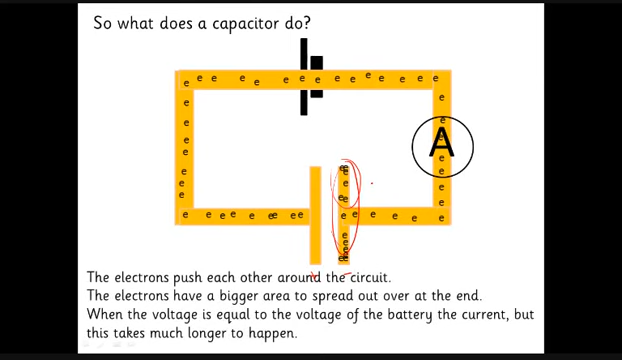 So what does a capacitor do?
e e e e e e e e e e e e e e
A
The electrons push each other around the circuit.
The electrons have a bigger area to spread out over at the end.
When the voltage is equal to the voltage of the battery the current, but
this takes much longer to happen.